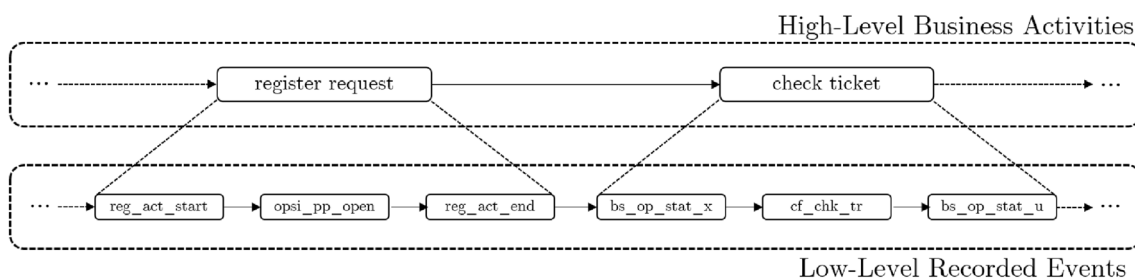 High-Level Business Activities
... register request check ticket ...
... reg_act_start opsi_pp_open reg_act_end bs_op_stat_x cf_chk_tr bs_op_stat_u ...
Low-Level Recorded Events